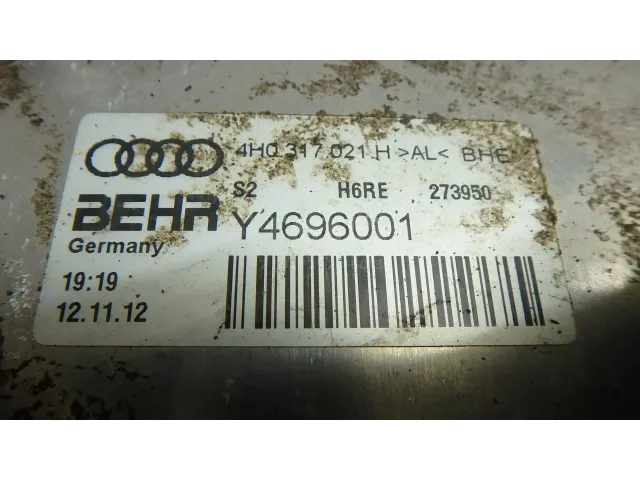 4H0 317 021 H >AL< BHE
S2 H6RE 273950
BEHR Y4696001
Germany
19:19
12.11.12